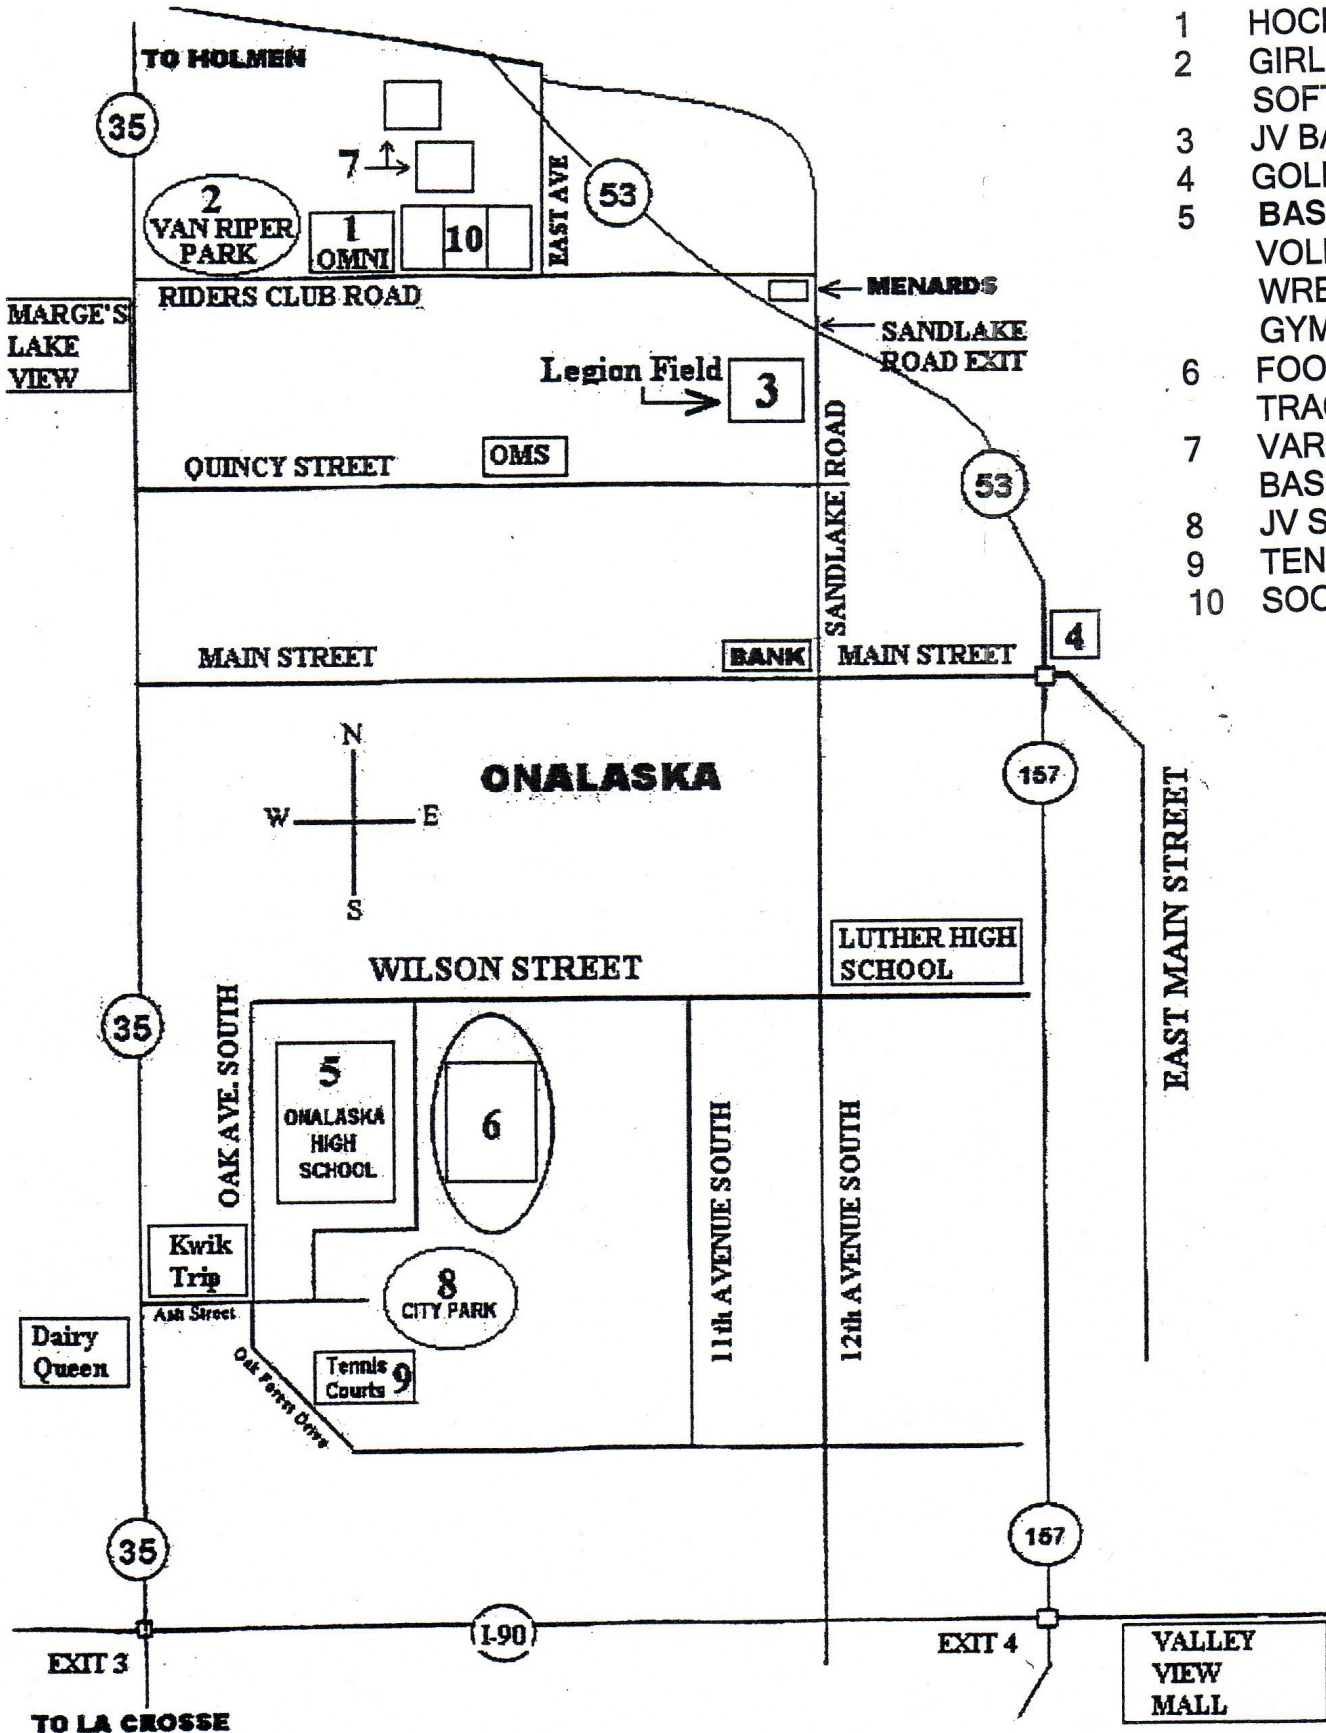 TO HOLMEN
35
7
2
VAN RIPER
PARK
1
OMNI
10
EAST AVE
53
RIDERS CLUB ROAD
MENARDS
SANDLAKE
ROAD EXIT
MARGE'S
LAKE
VIEW
Legion Field
3
QUINCY STREET
OMS
SANDLAKE ROAD
53
MAIN STREET
BANK
MAIN STREET
4
N
W
E
S
ONALASKA
157
EAST MAIN STREET
WILSON STREET
LUTHER HIGH
SCHOOL
35
OAK AVE. SOUTH
5
ONALASKA
HIGH
SCHOOL
6
11th AVENUE SOUTH
12th AVENUE SOUTH
Kwik
Trip
Ash Street
8
CITY PARK
Dairy
Queen
Oak Forest Drive
Tennis
Courts 9
35
157
I-90
EXIT 3
EXIT 4
TO LA CROSSE
VALLEY
VIEW
MALL
1 HOC
2 GIRL
SOF
3 JV BA
4 GOL
5 BAS
VOL
WRE
GYM
6 FOO
TRA
7 VAR
BAS
8 JV S
9 TEN
10 SOC